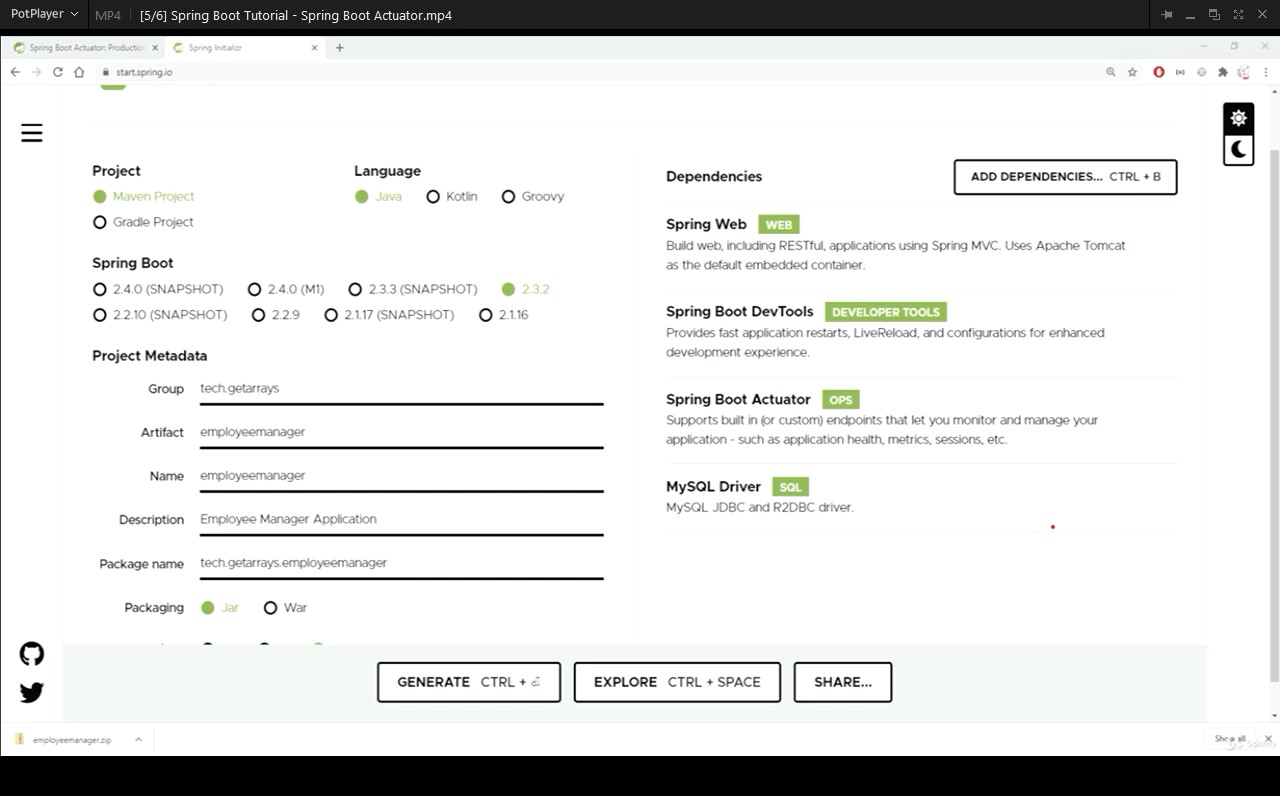 PotPlayer MP4 [5/6] Spring Boot Tutorial - Spring Boot Actuator.mp4
Spring Boot Actuator: Production Spring Initializr
start.spring.io
Project
Maven Project
Gradle Project
Language
Java Kotlin Groovy
Spring Boot
2.4.0 (SNAPSHOT) 2.4.0 (M1) 2.3.3 (SNAPSHOT) 2.3.2
2.2.10 (SNAPSHOT) 2.2.9 2.1.17 (SNAPSHOT) 2.1.16
Project Metadata
Group tech.getarrays
Artifact employeemanager
Name employeemanager
Description Employee Manager Application
Package name tech.getarrays.employeemanager
Packaging Jar War
Dependencies ADD DEPENDENCIES... CTRL + B
Spring Web WEB
Build web, including RESTful, applications using Spring MVC. Uses Apache Tomcat
as the default embedded container.
Spring Boot DevTools DEVELOPER TOOLS
Provides fast application restarts, LiveReload, and configurations for enhanced
development experience.
Spring Boot Actuator OPS
Supports built in (or custom) endpoints that let you monitor and manage your
application - such as application health, metrics, sessions, etc.
MySQL Driver SQL
MySQL JDBC and R2DBC driver.
GENERATE CTRL + ⏎ EXPLORE CTRL + SPACE SHARE...
employeemanager.zip Show all